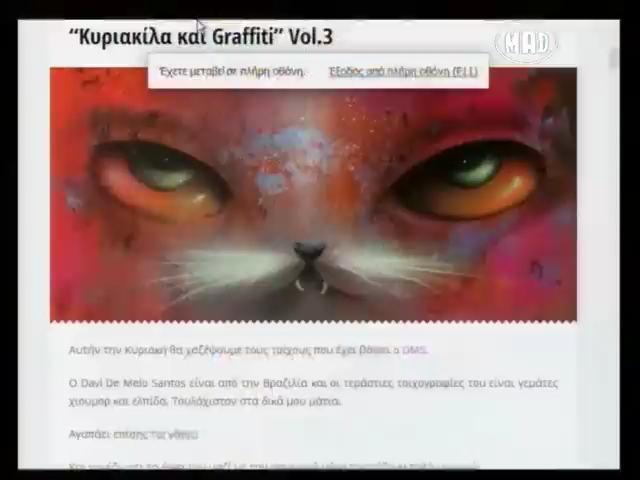 “Κυριακίλα και Graffiti” Vol.3
MAD
Έχετε μεταβεί σε πλήρη οθόνη. Έξοδος από πλήρη οθόνη (F11)
Αυτήν την Κυριακή θα χαζέψουμε τους τοίχους που έχει βάψει ο DMS.
Ο Davi De Melo Santos είναι από την Βραζιλία και οι τεράστιες τοιχογραφίες του είναι γεμάτες
χιουμορ και ελπίδα. Τουλάχιστον στα δικά μου μάτια.
Αγαπάει επίσης τις γάτες